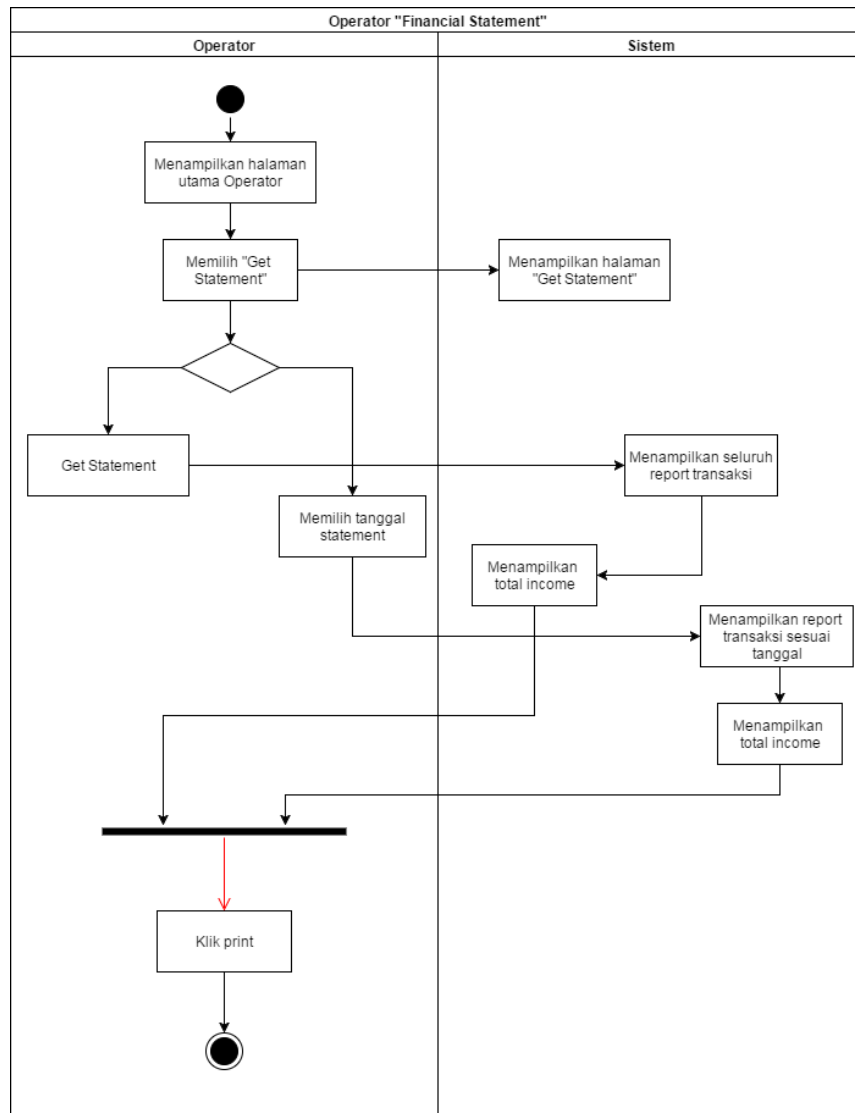 Operator "Financial Statement"
Operator
Sistem
Menampilkan halaman
utama Operator
Memilih "Get
Statement"
Menampilkan halaman
"Get Statement"
Get Statement
Menampilkan seluruh
report transaksi
Memilih tanggal
statement
Menampilkan
total income
Menampilkan report
transaksi sesuai
tanggal
Menampilkan
total income
Klik print